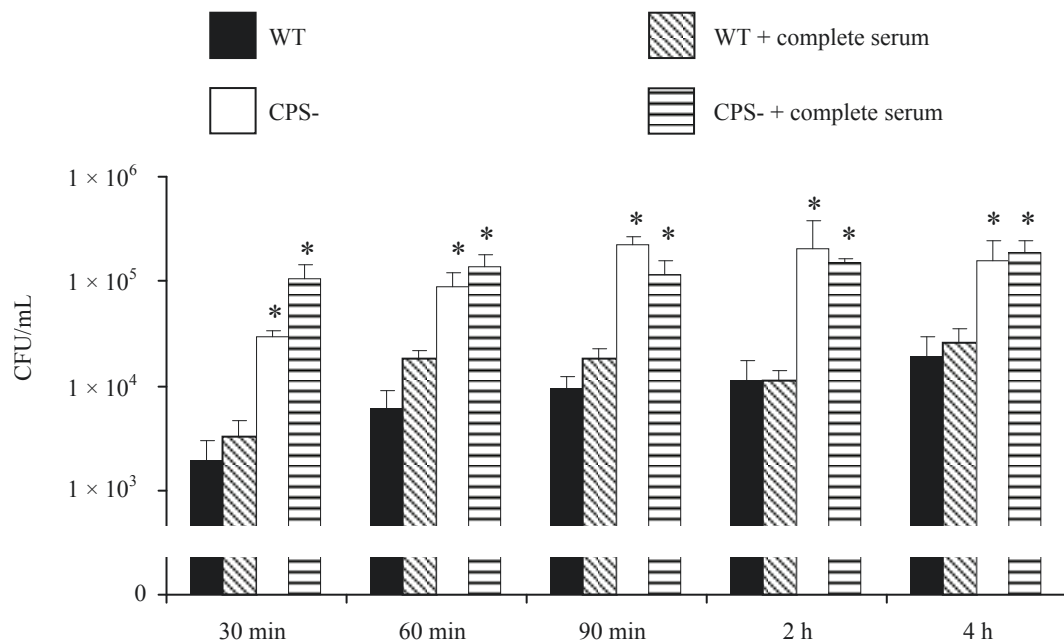 WT
WT + complete serum
CPS-
CPS- + complete serum
CFU/mL
1 × 10⁶
1 × 10⁵
1 × 10⁴
1 × 10³
0
* *
* *
* *
* *
* *
30 min 60 min 90 min 2 h 4 h